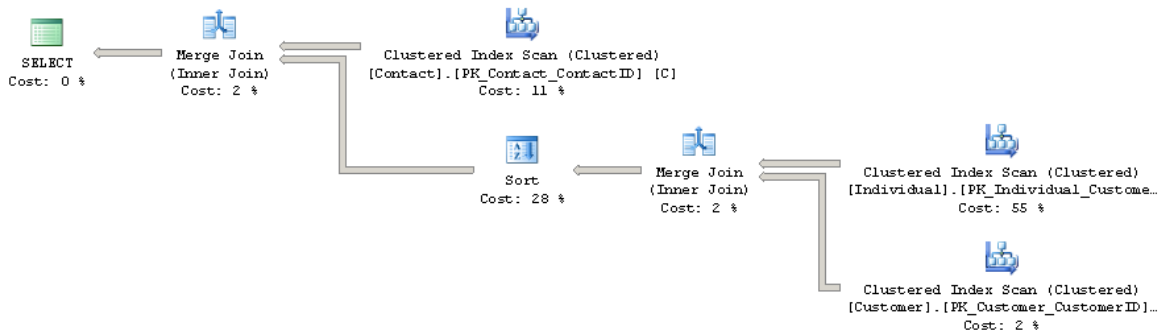 SELECT
Cost: 0 %
Merge Join
(Inner Join)
Cost: 2 %
Clustered Index Scan (Clustered)
[Contact].[PK_Contact_ContactID] [C]
Cost: 11 %
Sort
Cost: 28 %
Merge Join
(Inner Join)
Cost: 2 %
Clustered Index Scan (Clustered)
[Individual].[PK_Individual_Custome…
Cost: 55 %
Clustered Index Scan (Clustered)
[Customer].[PK_Customer_CustomerID]…
Cost: 2 %